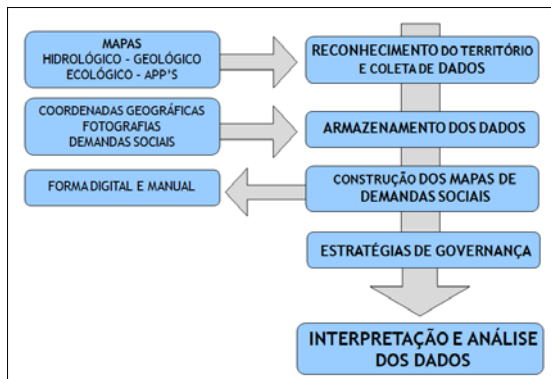 MAPAS
HIDROLÓGICO - GEOLÓGICO
ECOLÓGICO - APP'S
RECONHECIMENTO DO TERRITÓRIO
E COLETA DE DADOS
COORDENADAS GEOGRÁFICAS
FOTOGRAFIAS
DEMANDAS SOCIAIS
ARMAZENAMENTO DOS DADOS
FORMA DIGITAL E MANUAL
CONSTRUÇÃO DOS MAPAS DE
DEMANDAS SOCIAIS
ESTRATÉGIAS DE GOVERNANÇA
INTERPRETAÇÃO E ANÁLISE
DOS DADOS